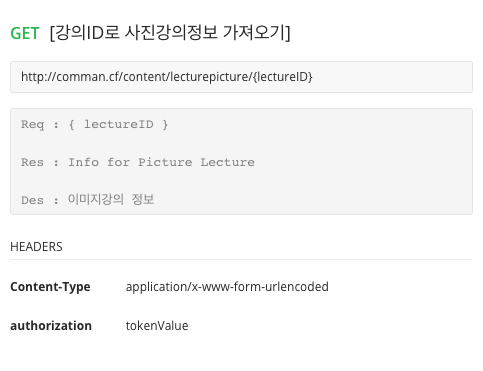 GET [강의ID로 사진강의정보 가져오기]
http://comman.cf/content/lecturepicture/{lectureID}
Req : { lectureID }
Res : Info for Picture Lecture
Des : 이미지강의 정보
HEADERS
Content-Type application/x-www-form-urlencoded
authorization tokenValue